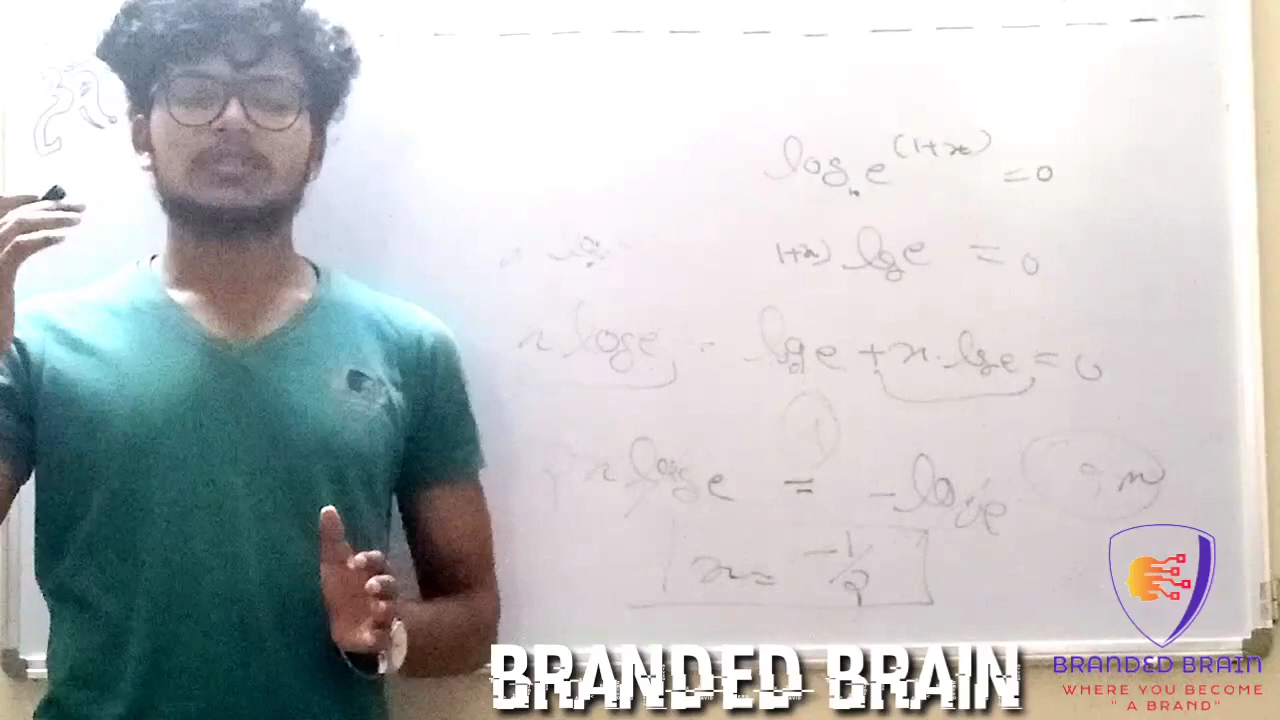 log₁₀ e^(1+x) = 0
1+x) log e = 0
x log e - log e + x . log e = 0
x log e = - log e
x = -1/2
BRANDED BRAIN
BRANDED BRAIN
WHERE YOU BECOME
" A BRAND"